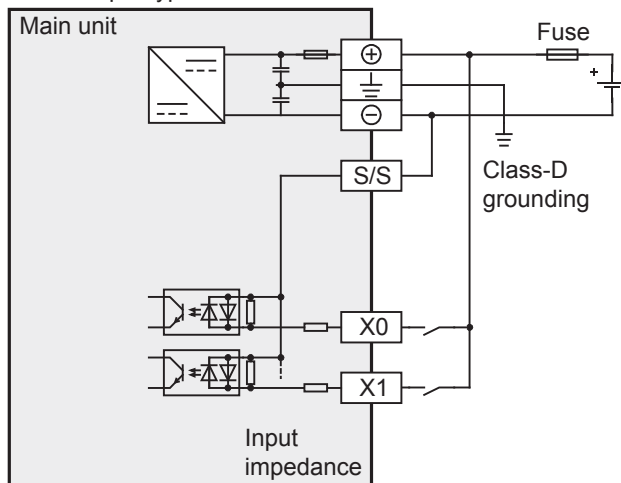 Main unit
Fuse
+
S/S
Class-D
grounding
X0
X1
Input
impedance